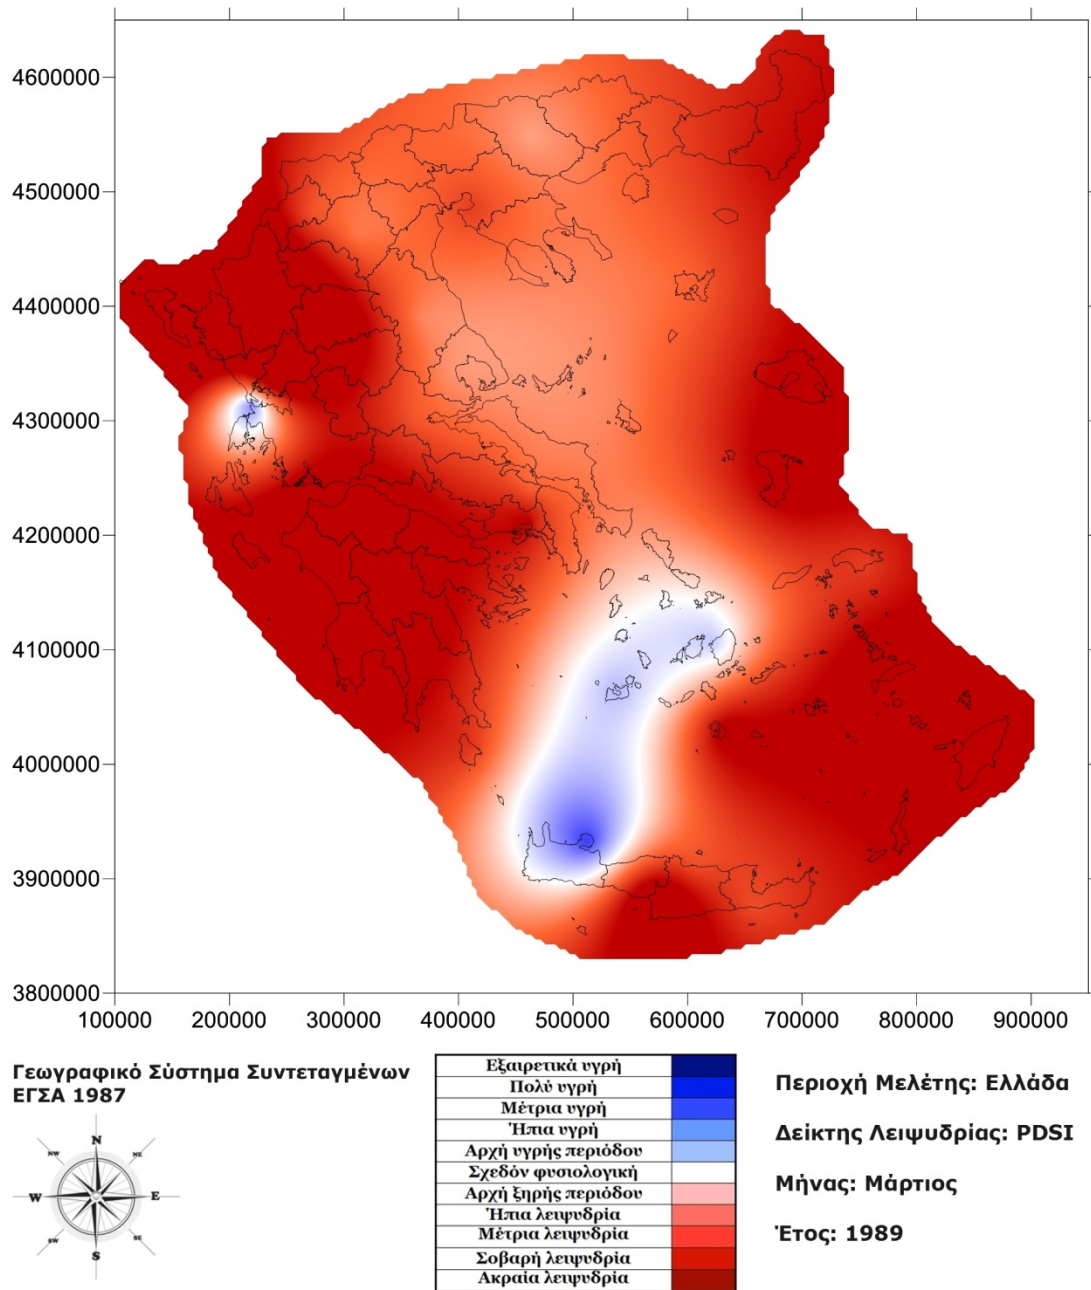 4600000
4500000
4400000
4300000
4200000
4100000
4000000
3900000
3800000
100000 200000 300000 400000 500000 600000 700000 800000 900000
Γεωγραφικό Σύστημα Συντεταγμένων
ΕΓΣΑ 1987
N
NW NE
W E
SW SE
S
Εξαιρετικά υγρή
Πολύ υγρή
Μέτρια υγρή
Ήπια υγρή
Αρχή υγρής περιόδου
Σχεδόν φυσιολογική
Αρχή ξηρής περιόδου
Ήπια λειψυδρία
Μέτρια λειψυδρία
Σοβαρή λειψυδρία
Ακραία λειψυδρία
Περιοχή Μελέτης: Ελλάδα
Δείκτης Λειψυδρίας: PDSI
Μήνας: Μάρτιος
Έτος: 1989